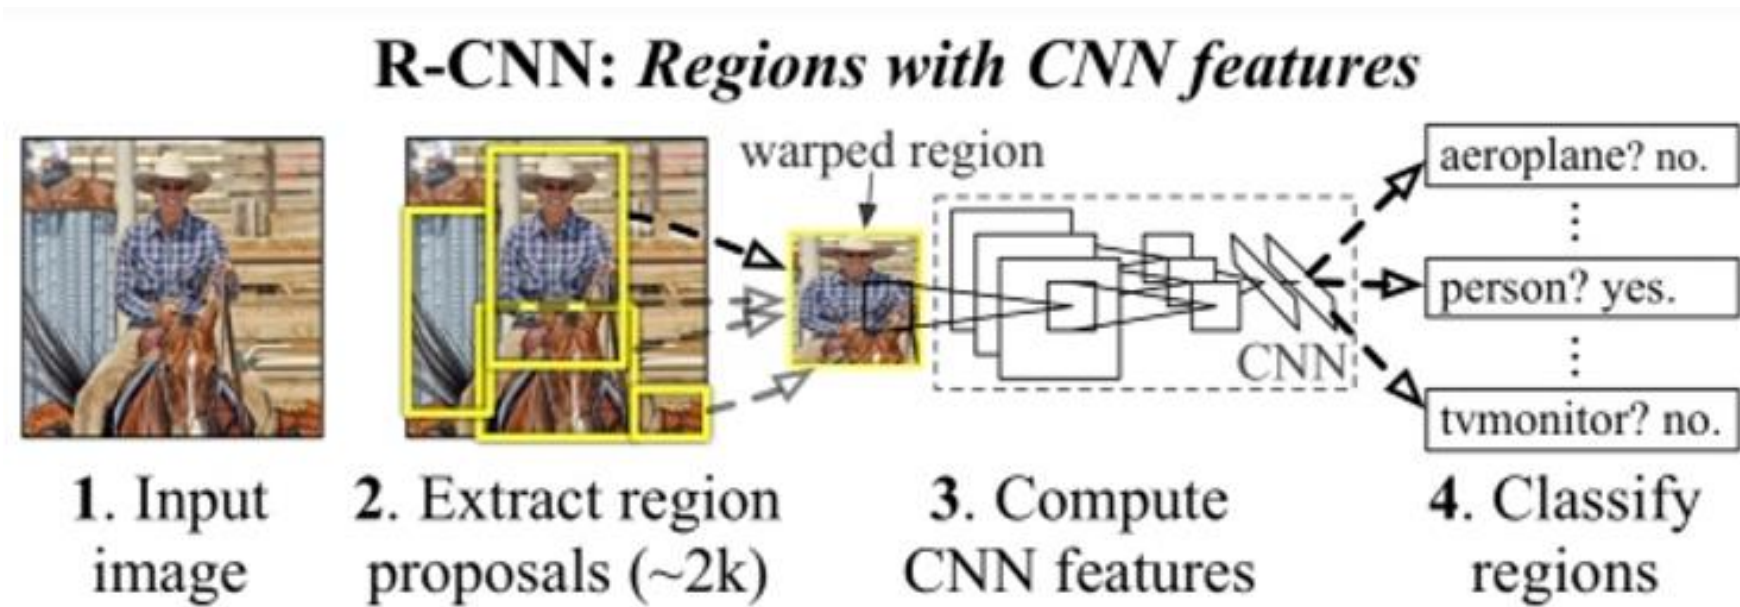 R-CNN: Regions with CNN features
warped region
aeroplane? no.
person? yes.
tvmonitor? no.
CNN
1. Input
image
2. Extract region
proposals (~2k)
3. Compute
CNN features
4. Classify
regions